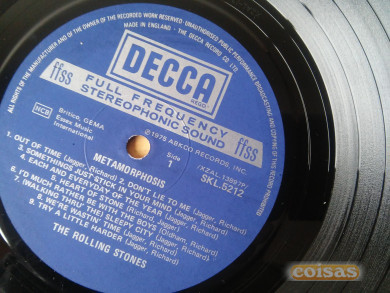 ALL RIGHTS OF THE MANUFACTURER AND OF THE OWNER OF THE RECORDED WORK RESERVED UNAUTHORISED PUBLIC PERFORMANCE BROADCASTING AND COPYING OF THIS RECORD PROHIBITED
MADE IN ENGLAND. THE DECCA RECORD CO. LTD.
DECCA
REGD
ffss FULL FREQUENCY ffss
STEREOPHONIC SOUND
NCB
Britico, GEMA
Essex Music
International
℗ 1975 ABKCO RECORDS, INC.
Side
1
SKL.5212
METAMORPHOSIS
1. OUT OF TIME (Jagger, Richard) 2. DON'T LIE TO ME (Jagger, Richard)
3. SOMETHINGS JUST STICK IN YOUR MIND (Jagger, Richard)
4. EACH AND EVERYDAY OF THE YEAR (Jagger, Richard)
5. HEART OF STONE (Richard, Jagger)
6. I'D MUCH RATHER BE WITH THE BOYS (Oldham, Richard)
7. (WALKING THRU' THE) SLEEPY CITY (Jagger, Richard)
8. WE'RE WASTIN' TIME (Jagger, Richard)
9. TRY A LITTLE HARDER (Jagger, Richard)
THE ROLLING STONES
coisas